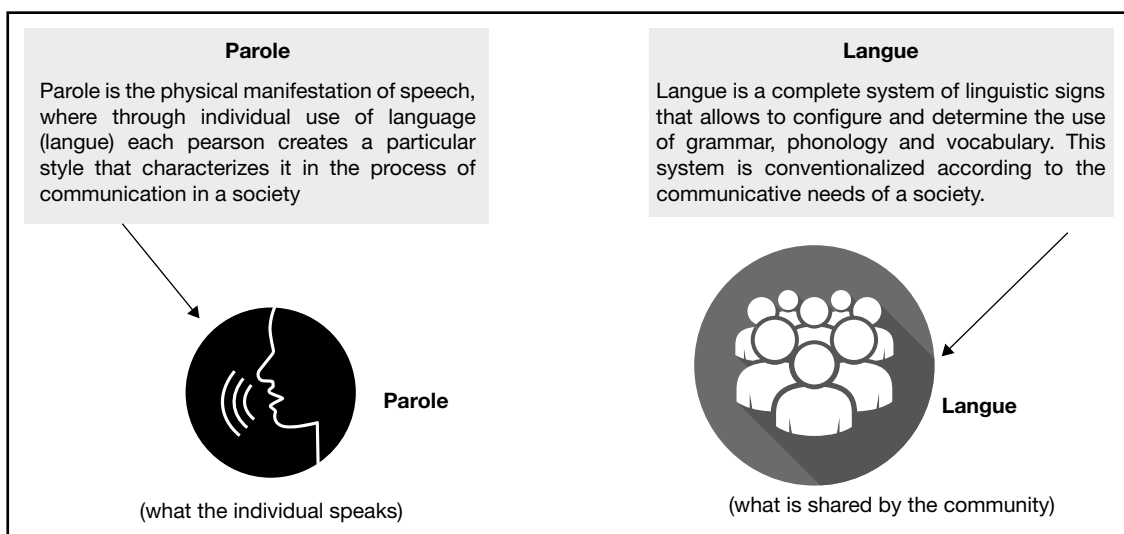 Parole
Parole is the physical manifestation of speech,
where through individual use of language
(langue) each pearson creates a particular
style that characterizes it in the process of
communication in a society
Langue
Langue is a complete system of linguistic signs
that allows to configure and determine the use
of grammar, phonology and vocabulary. This
system is conventionalized according to the
communicative needs of a society.
Parole
(what the individual speaks)
Langue
(what is shared by the community)